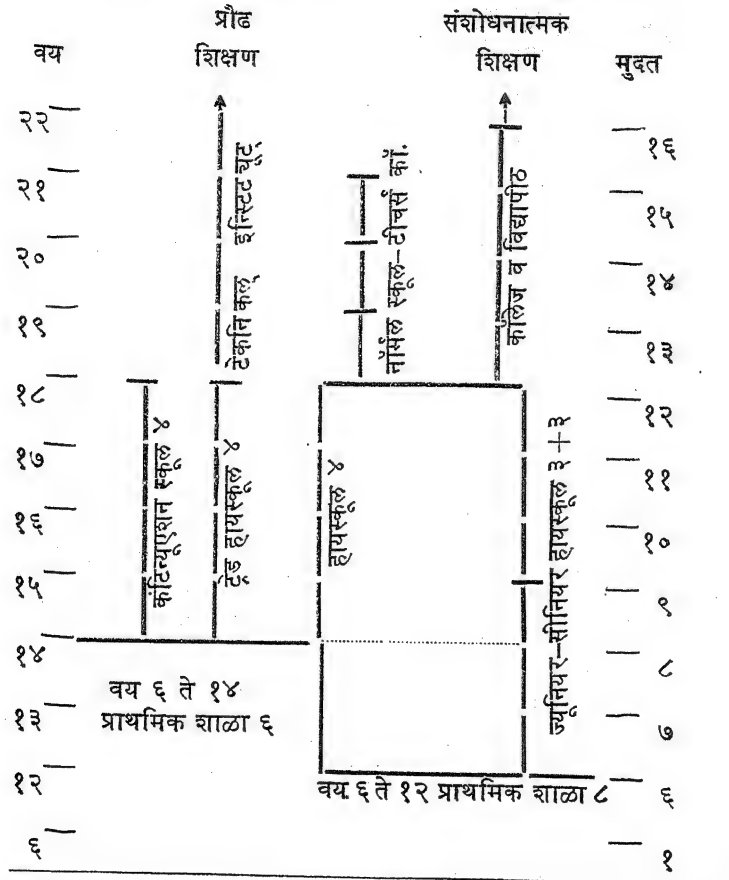 प्रौढ
शिक्षण
संशोधनात्मक
शिक्षण
वय
मुदत
२२
२१
२०
१९
१८
१७
१६
१५
१४
१३
१२
६
टेकनिकल् इन्स्टिट्यूट्
नॉर्मल स्कूल–टीचर्स कॉ.
कॉलेज व विद्यापीठ
कंटिन्यूएशन स्कूल ४
ट्रेड हायस्कूल ४
हायस्कूल ४
ज्यूनियर–सीनियर हायस्कूल ३+३
वय ६ ते १४
प्राथमिक शाळा ६
वय. ६ ते १२ प्राथमिक शाळा ८
१६
१५
१४
१३
१२
११
१०
९
८
७
६
१